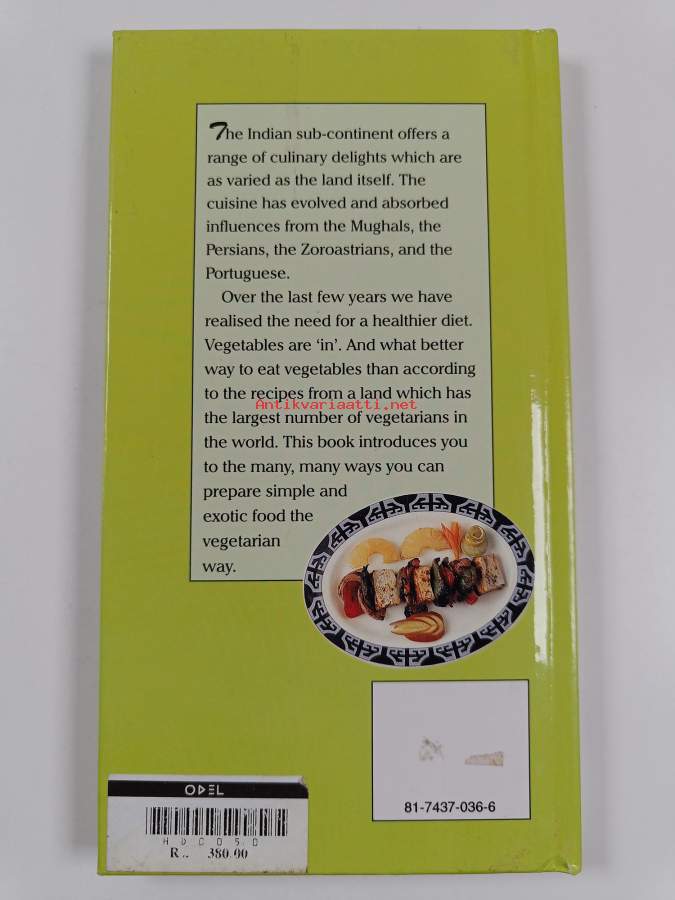 The Indian sub-continent offers a
range of culinary delights which are
as varied as the land itself. The
cuisine has evolved and absorbed
influences from the Mughals, the
Persians, the Zoroastrians, and the
Portuguese.
Over the last few years we have
realised the need for a healthier diet.
Vegetables are ‘in’. And what better
way to eat vegetables than according
to the recipes from a land which has
Antikvariaatti.net
the largest number of vegetarians in
the world. This book introduces you
to the many, many ways you can
prepare simple and
exotic food the
vegetarian
way.
81-7437-036-6
ODEL
R .. 380.00